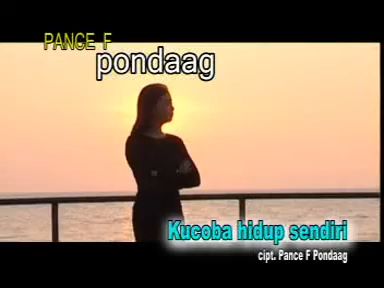 PANCE F
pondaag
Kucoba hidup sendiri
cipt. Pance F Pondaag